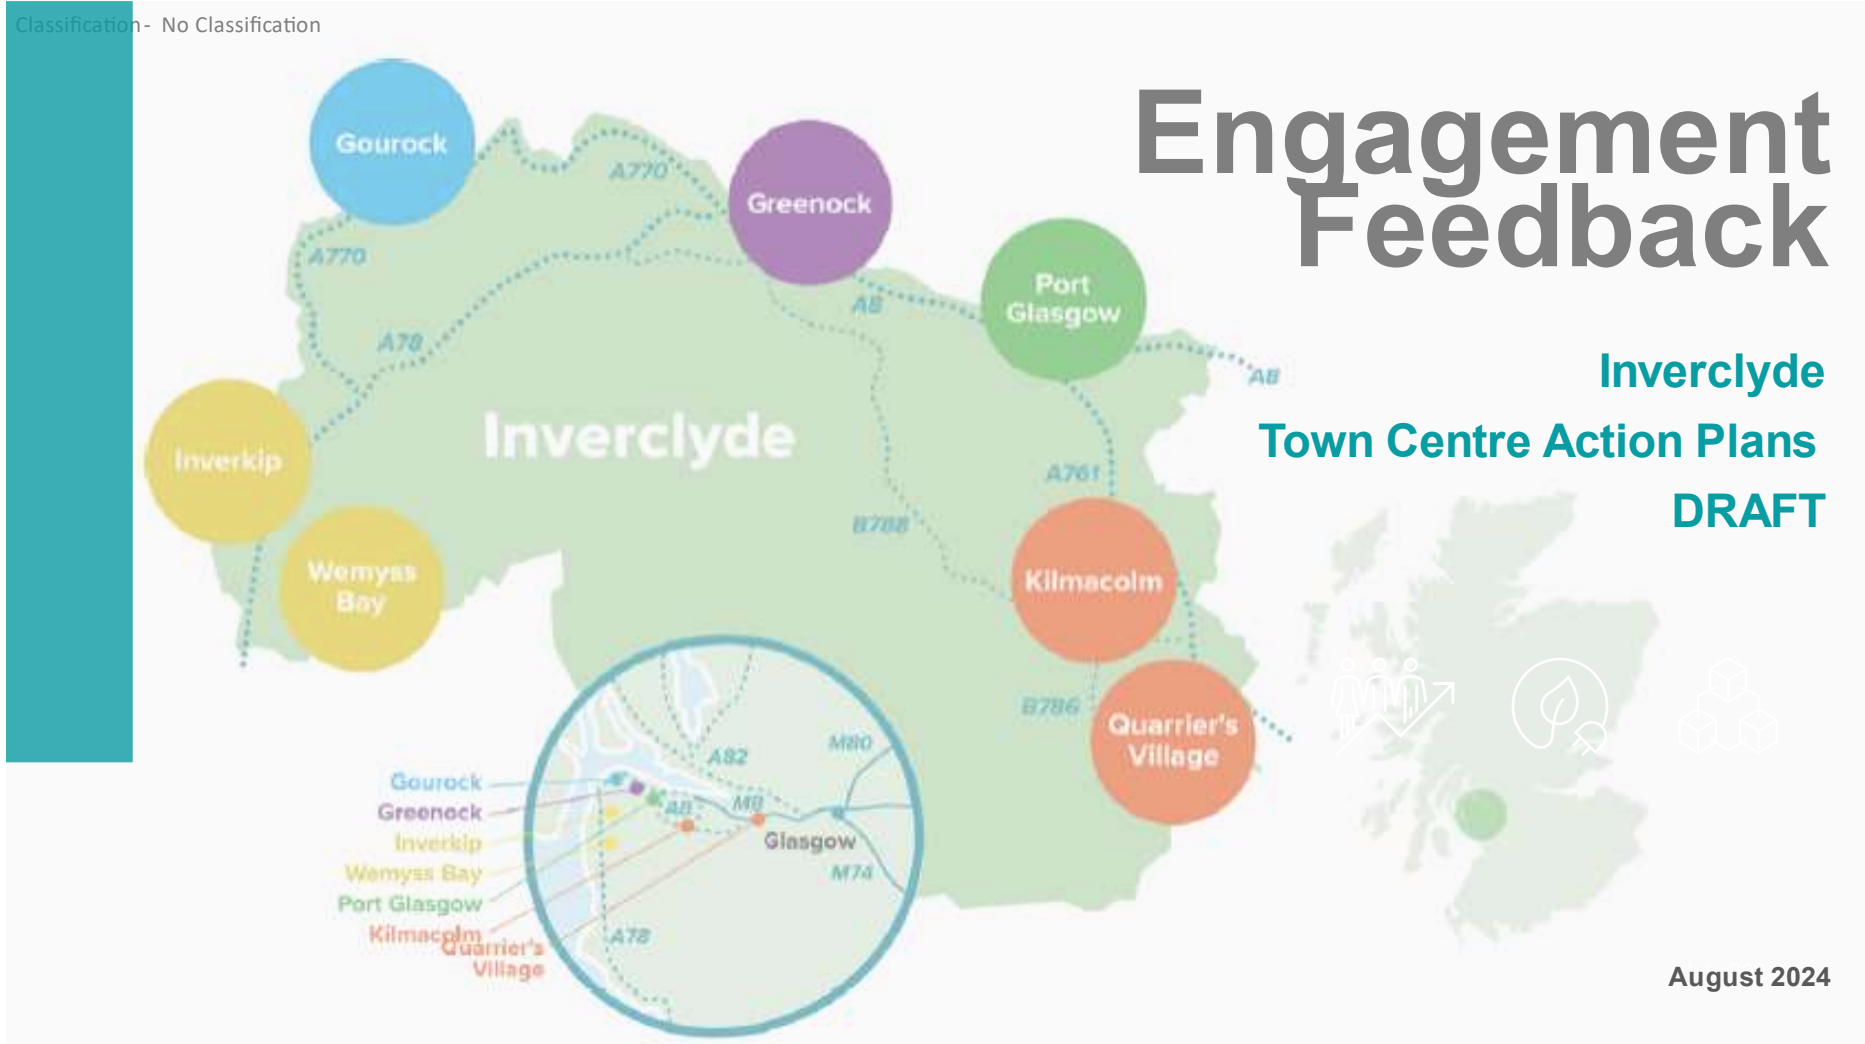 Classification - No Classification
Engagement
Feedback
Inverclyde
Town Centre Action Plans
DRAFT
Gourock
A770
Greenock
A770
Port
Glasgow
A8
A78
A8
Inverclyde
Inverkip
A761
B788
Wemyss
Bay
Kilmacolm
B786
Quarrier's
Village
A82
M80
Gourock
Greenock
A8
M8
Inverkip
Glasgow
Wemyss Bay
M74
Port Glasgow
Kilmacolm
A78
Quarrier's
Village
August 2024